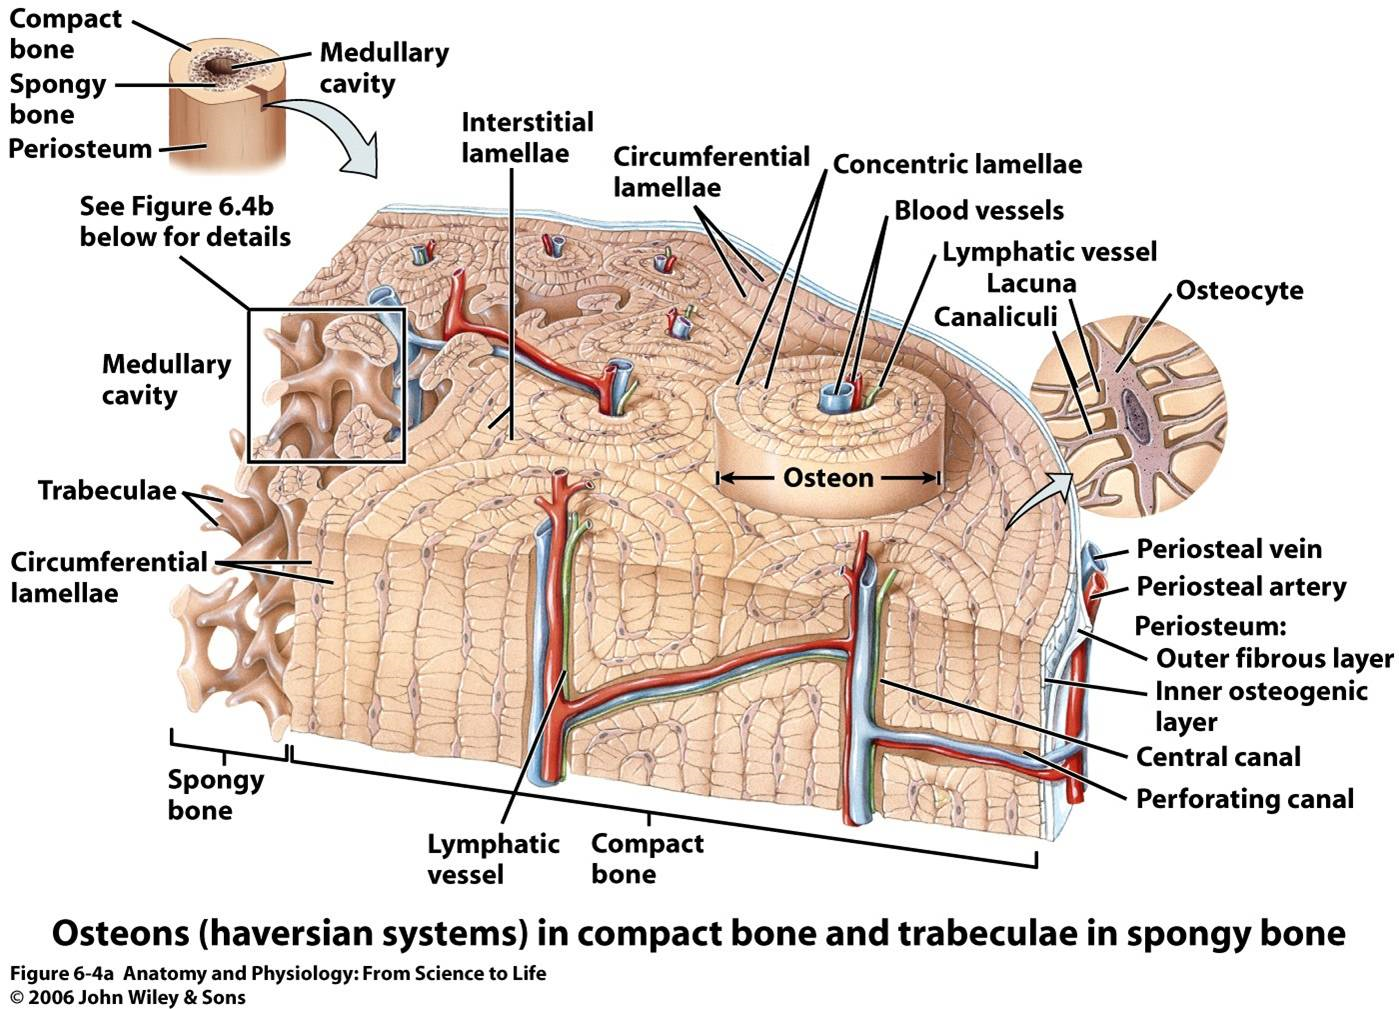 Compact
bone
Medullary
cavity
Spongy
bone
Periosteum
Interstitial
lamellae
Circumferential
lamellae
Concentric lamellae
See Figure 6.4b
below for details
Blood vessels
Lymphatic vessel
Lacuna
Osteocyte
Canaliculi
Medullary
cavity
Osteon
Trabeculae
Circumferential
lamellae
Periosteal vein
Periosteal artery
Periosteum:
Outer fibrous layer
Inner osteogenic
layer
Central canal
Perforating canal
Spongy
bone
Lymphatic
vessel
Compact
bone
Osteons (haversian systems) in compact bone and trabeculae in spongy bone
Figure 6-4a Anatomy and Physiology: From Science to Life
© 2006 John Wiley & Sons